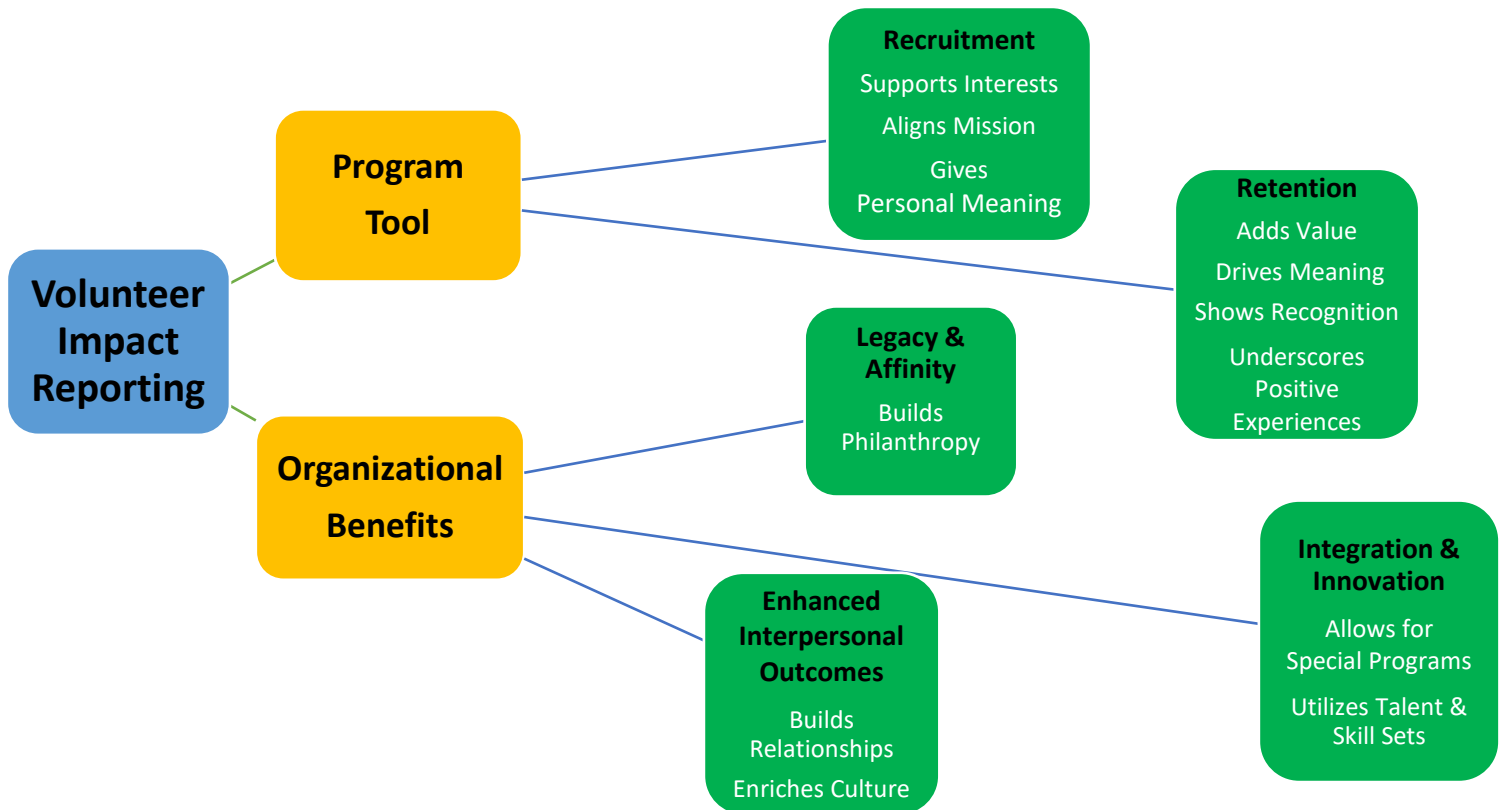 Volunteer
Impact
Reporting
Program
Tool
Recruitment
Supports Interests
Aligns Mission
Gives
Personal Meaning
Retention
Adds Value
Drives Meaning
Shows Recognition
Underscores
Positive
Experiences
Organizational
Benefits
Legacy &
Affinity
Builds
Philanthropy
Integration &
Innovation
Allows for
Special Programs
Utilizes Talent &
Skill Sets
Enhanced
Interpersonal
Outcomes
Builds
Relationships
Enriches Culture